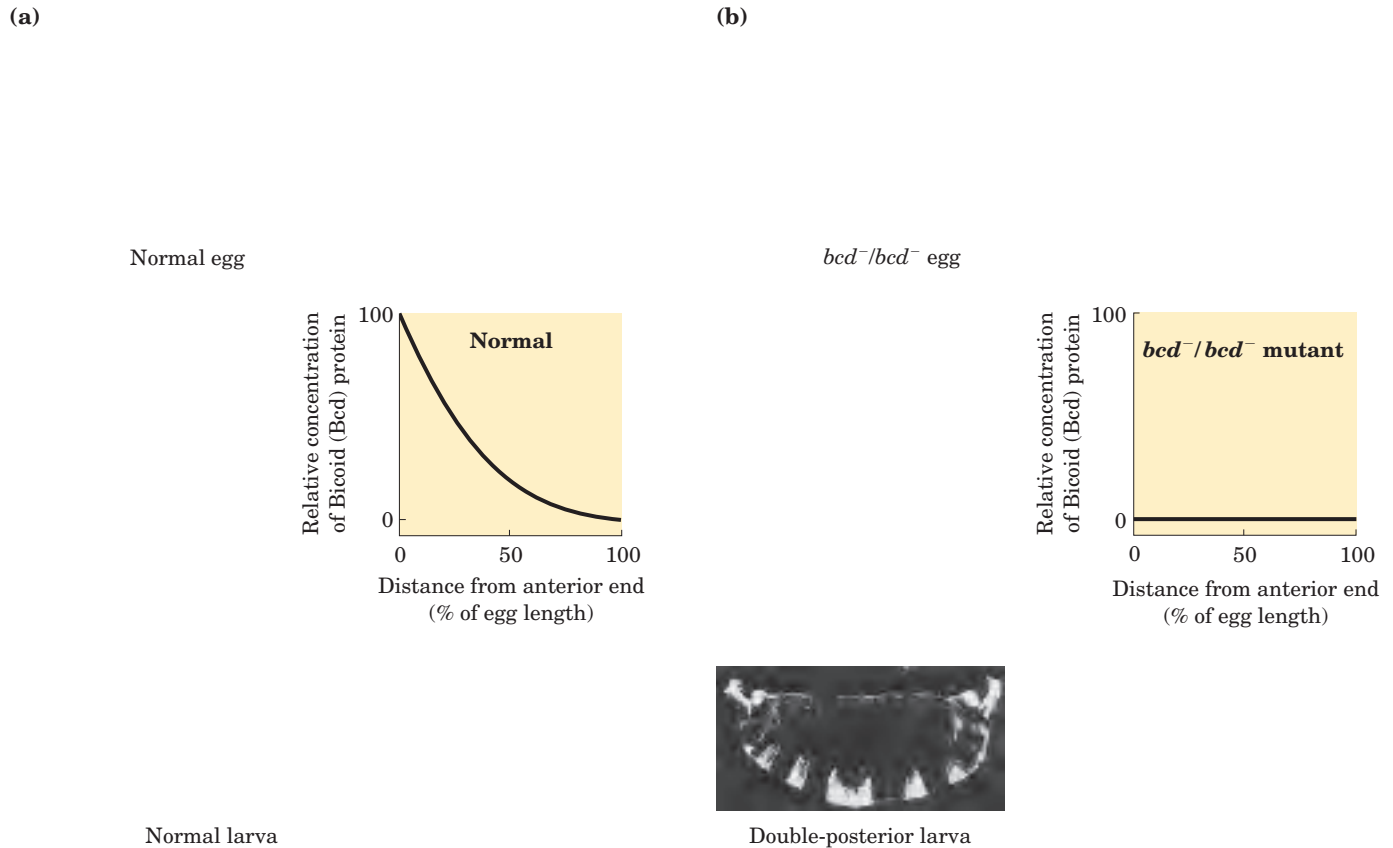 (a)
Normal egg
Relative concentration
of Bicoid (Bcd) protein
100
0
Normal
0 50 100
Distance from anterior end
(% of egg length)
Normal larva
(b)
bcd⁻/bcd⁻ egg
Relative concentration
of Bicoid (Bcd) protein
100
0
bcd⁻/bcd⁻ mutant
0 50 100
Distance from anterior end
(% of egg length)
Double-posterior larva